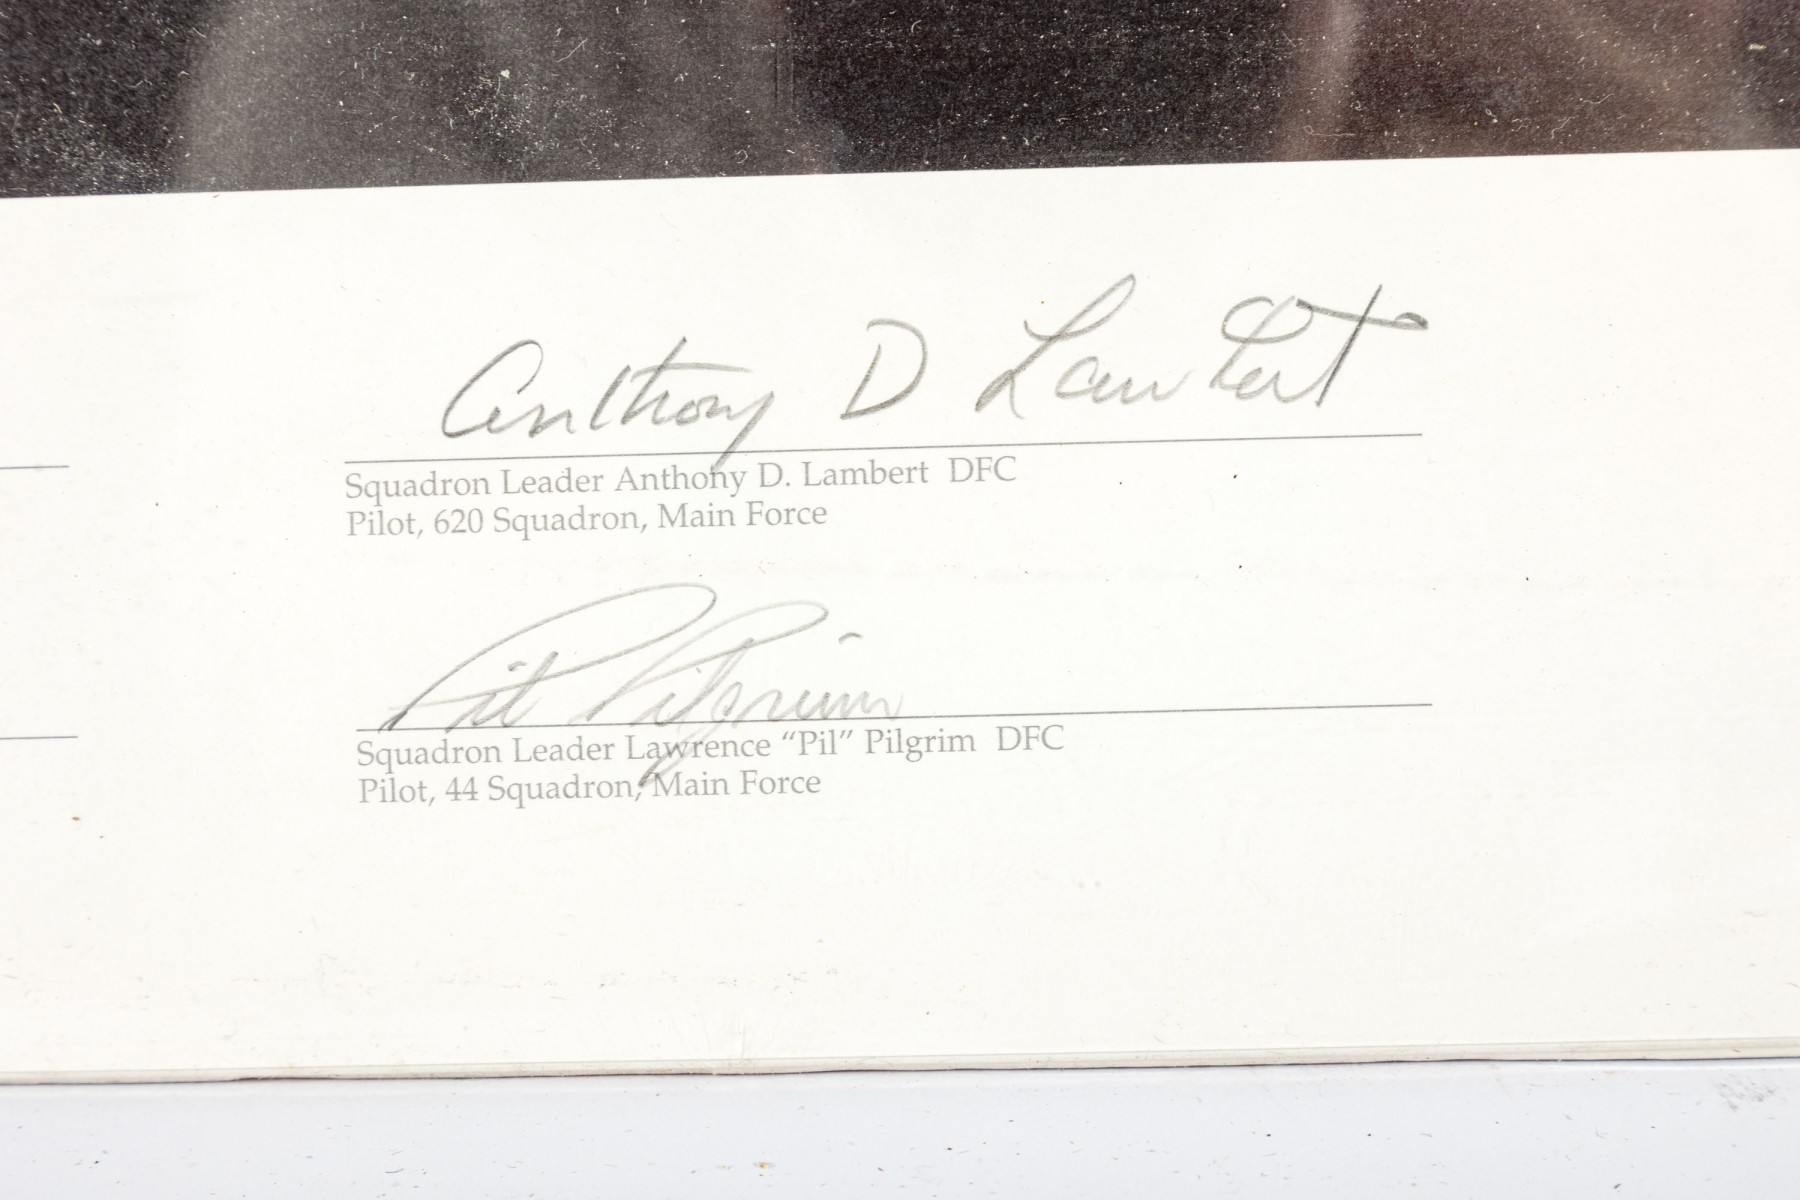 Anthony D Lambert
Squadron Leader Anthony D. Lambert DFC
Pilot, 620 Squadron, Main Force
Pil Pilgrim
Squadron Leader Lawrence “Pil” Pilgrim DFC
Pilot, 44 Squadron, Main Force